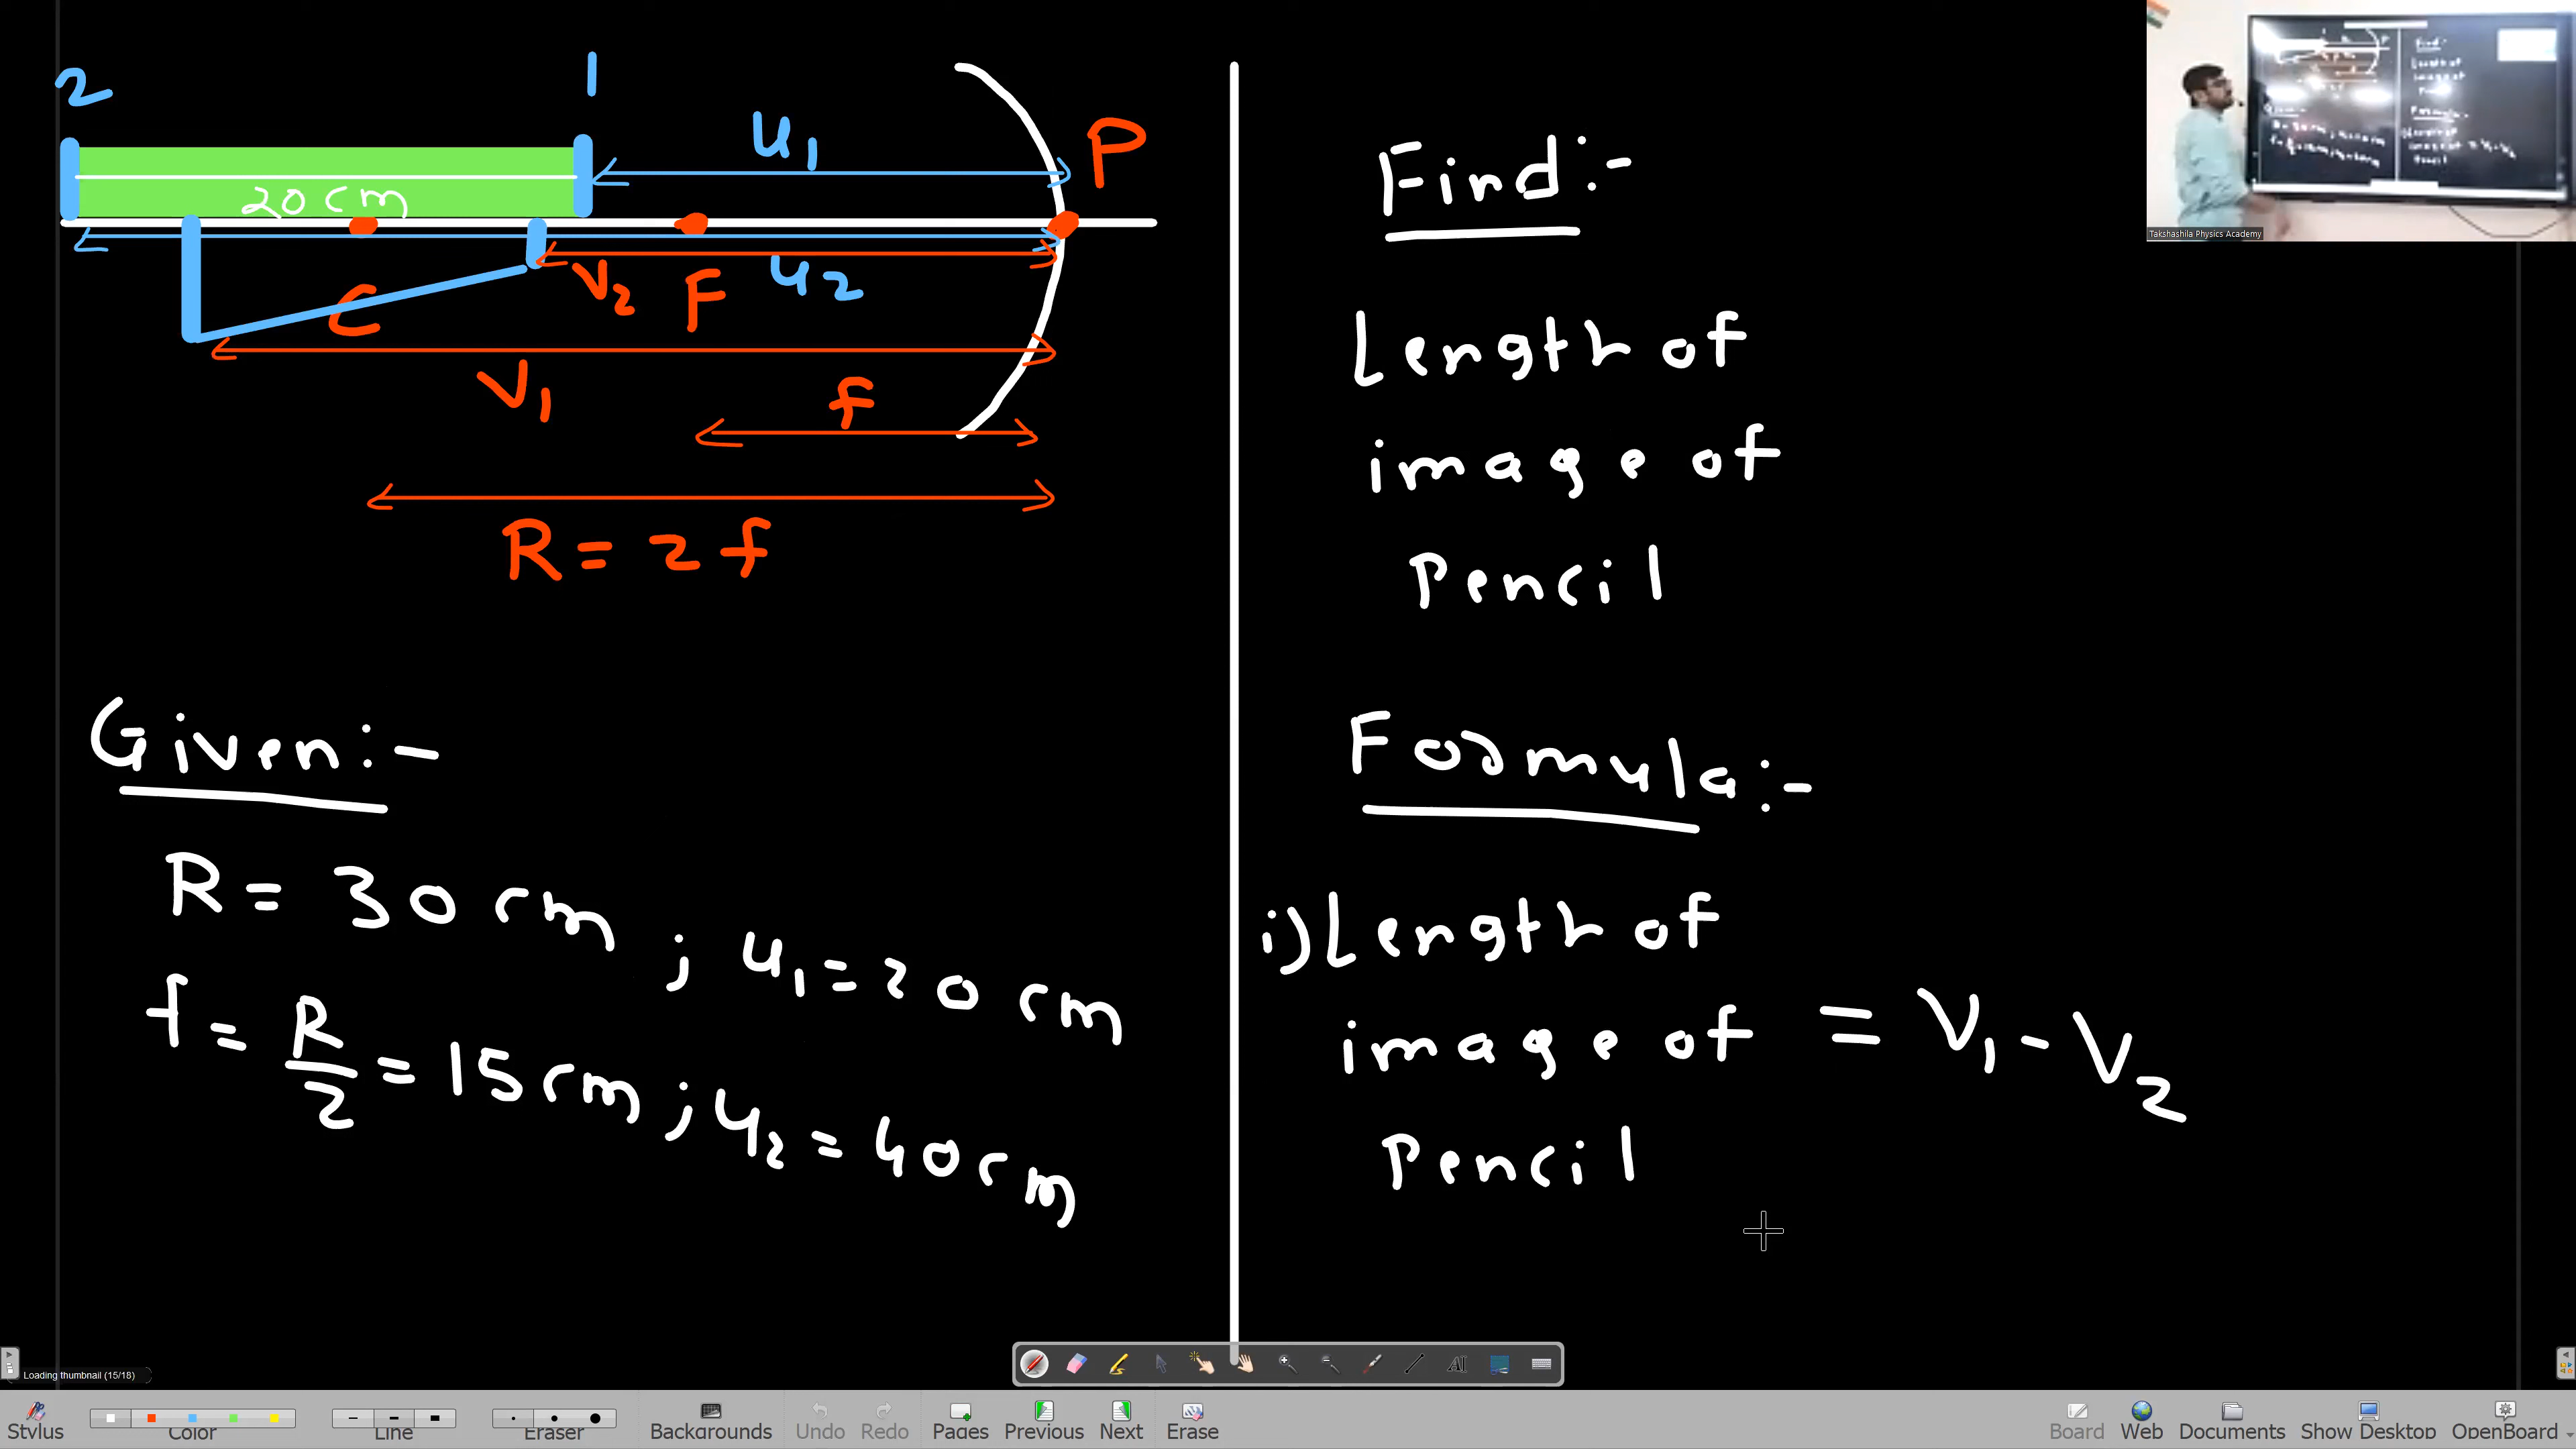 2
1
u1
P
20 cm
C
V2
F
u2
V1
f
R = 2f
Given:-
R = 30 cm ; u1 = 20 cm
f = R/2 = 15 cm ; u2 = 40 cm
Find:-
Length of
image of
Pencil
Formula:-
i) Length of
image of = V1 - V2
Pencil
Takshashila Physics Academy
Loading thumbnail (15/18)
Stylus Color Line Eraser Backgrounds Undo Redo Pages Previous Next Erase Board Web Documents Show Desktop OpenBoard